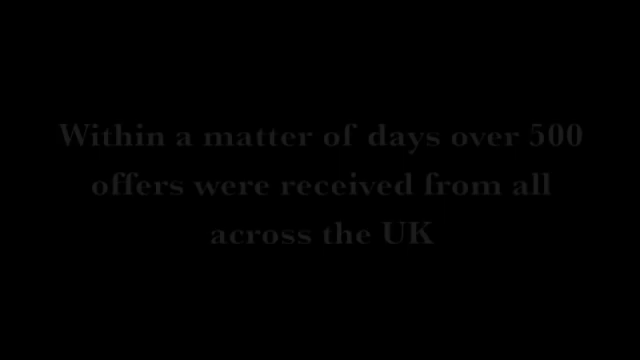 Within a matter of days over 500
offers were received from all
across the UK